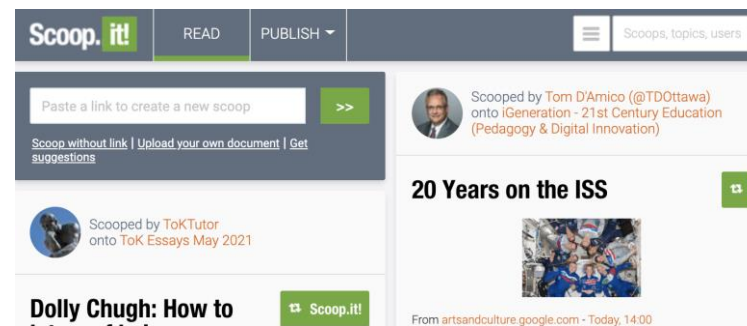 Scoop.it!
READ
PUBLISH
Scoops, topics, users
Paste a link to create a new scoop
>>
Scoop without link | Upload your own document | Get
suggestions
Scooped by ToKTutor
onto ToK Essays May 2021
Dolly Chugh: How to
Scoop.it!
Scooped by Tom D'Amico (@TDOttawa)
onto iGeneration - 21st Century Education
(Pedagogy & Digital Innovation)
20 Years on the ISS
From artsandculture.google.com - Today, 14:00